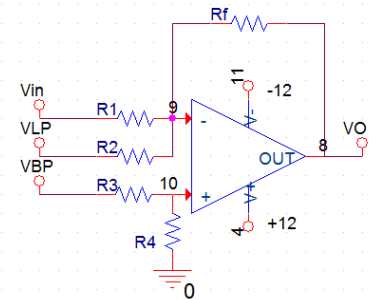 Rf
11
-12
Vin
R1
9
V-
VLP
-
R2
8
VO
OUT
VBP
R3
10
+
V+
R4
4
+12
0